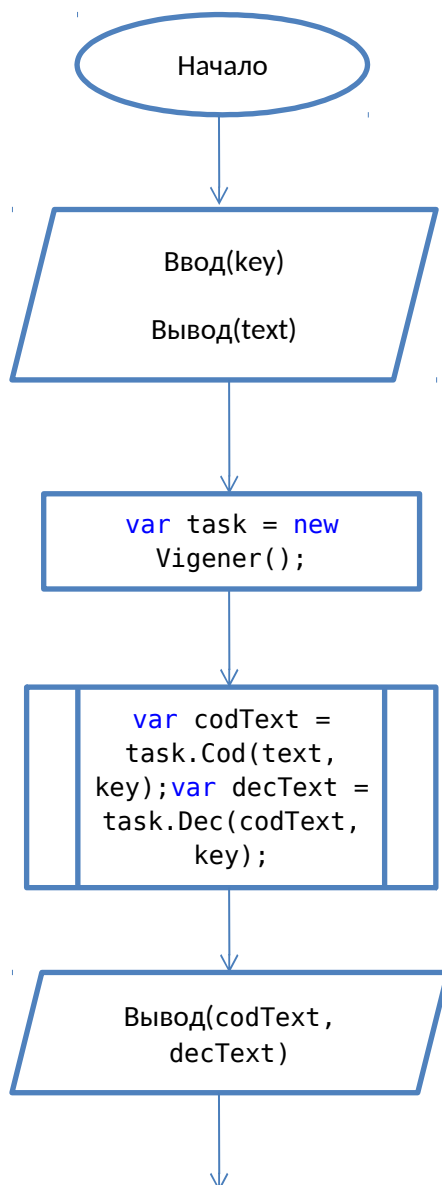 Начало
Ввод(key)
Вывод(text)
var task = new
Vigener();
var codText =
task.Cod(text,
key);var decText =
task.Dec(codText,
key);
Вывод(codText,
decText)